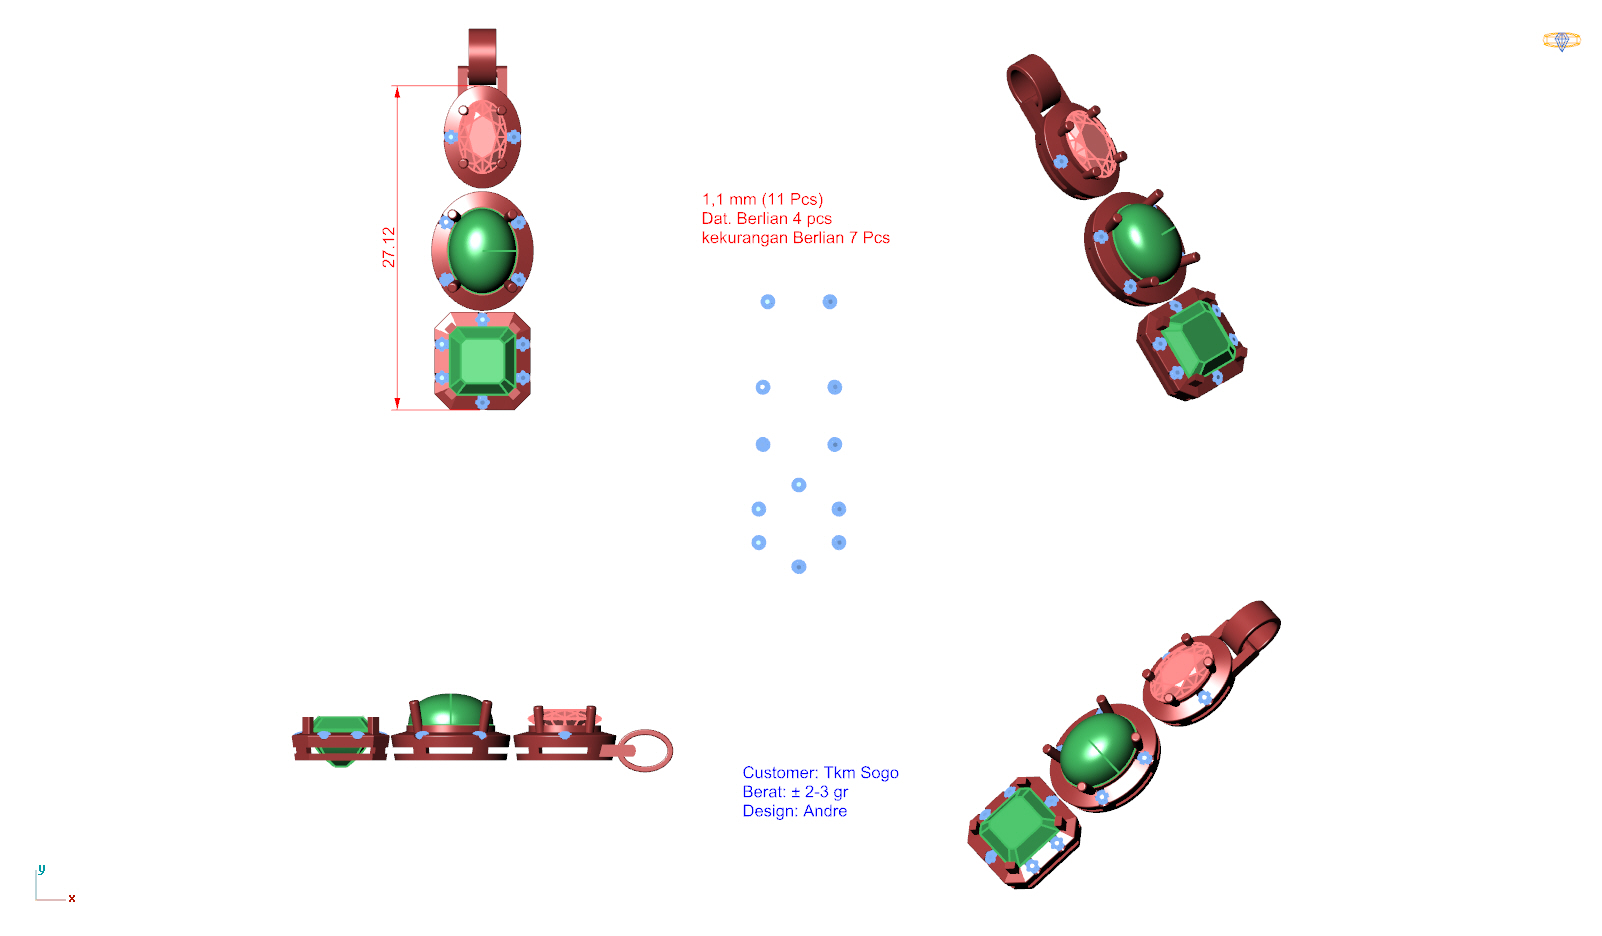 27.12
1,1 mm (11 Pcs)
Dat. Berlian 4 pcs
kekurangan Berlian 7 Pcs
Customer: Tkm Sogo
Berat: ± 2-3 gr
Design: Andre
y
x